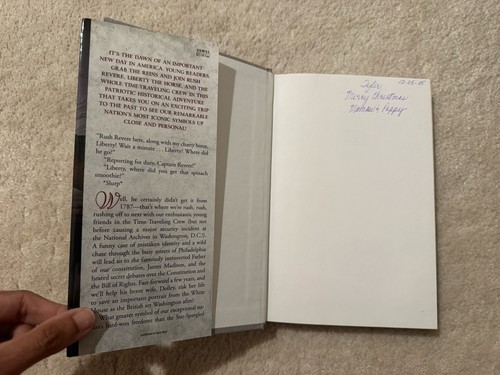 IT'S THE DAWN OF AN IMPORTANT
NEW DAY IN AMERICA. YOUNG READERS,
GRAB THE REINS AND JOIN RUSH
REVERE, LIBERTY THE HORSE, AND THE
WHOLE TIME-TRAVELING CREW IN THIS
PATRIOTIC HISTORICAL ADVENTURE
THAT TAKES YOU ON AN EXCITING TRIP
TO THE PAST TO SEE OUR REMARKABLE
NATION'S MOST ICONIC SYMBOLS UP
CLOSE AND PERSONAL!
"Rush Revere here, along with my chatty horse,
Liberty! Wait a minute . . . Liberty! Where did
he go?"
"Reporting for duty, Captain Revere!"
"Liberty, where did you get that spinach
smoothie?"
*Slurp*
Well, he certainly didn't get it from
1787—that's where we're rush, rush,
rushing off to next with our enthusiastic young
friends in the Time-Traveling Crew (but not
before causing a major security incident at
the National Archives in Washington, D.C.!).
A funny case of mistaken identity and a wild
chase through the busy streets of Philadelphia
will lead us to the famously introverted Father
of our constitution, James Madison, and the
heated secret debates over the Constitution and
the Bill of Rights. Fast-forward a few years, and
we'll help his brave wife, Dolley, risk her life
to save an important portrait from the White
House as the British set Washington afire!
What greater symbol of our exceptional na-
tion's hard-won freedoms than the Star-Spangled
12-25-15
Tyler
Merry Christmas
Poppy